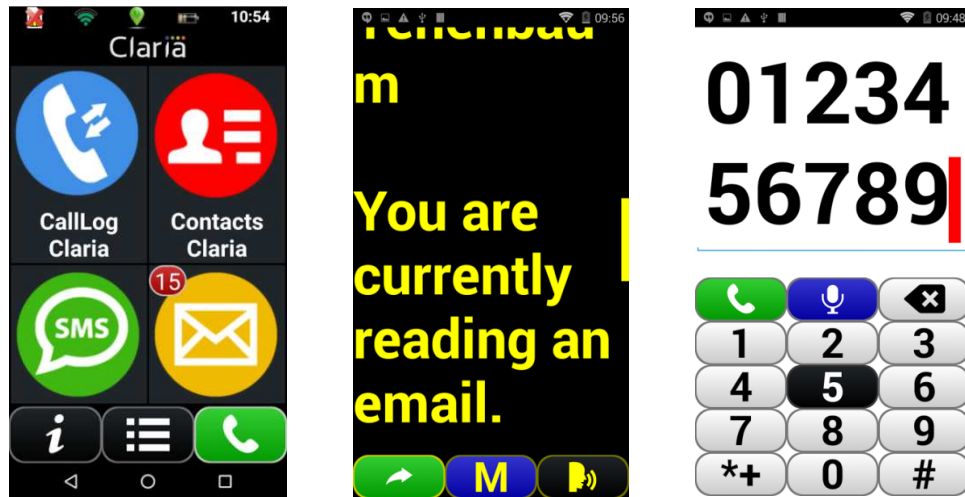 10:54
Claria
CallLog
Claria
Contacts
Claria
SMS
15
i
09:56
m
You are
currently
reading an
email.
M
09:48
01234
56789
1 2 3
4 5 6
7 8 9
*+ 0 #